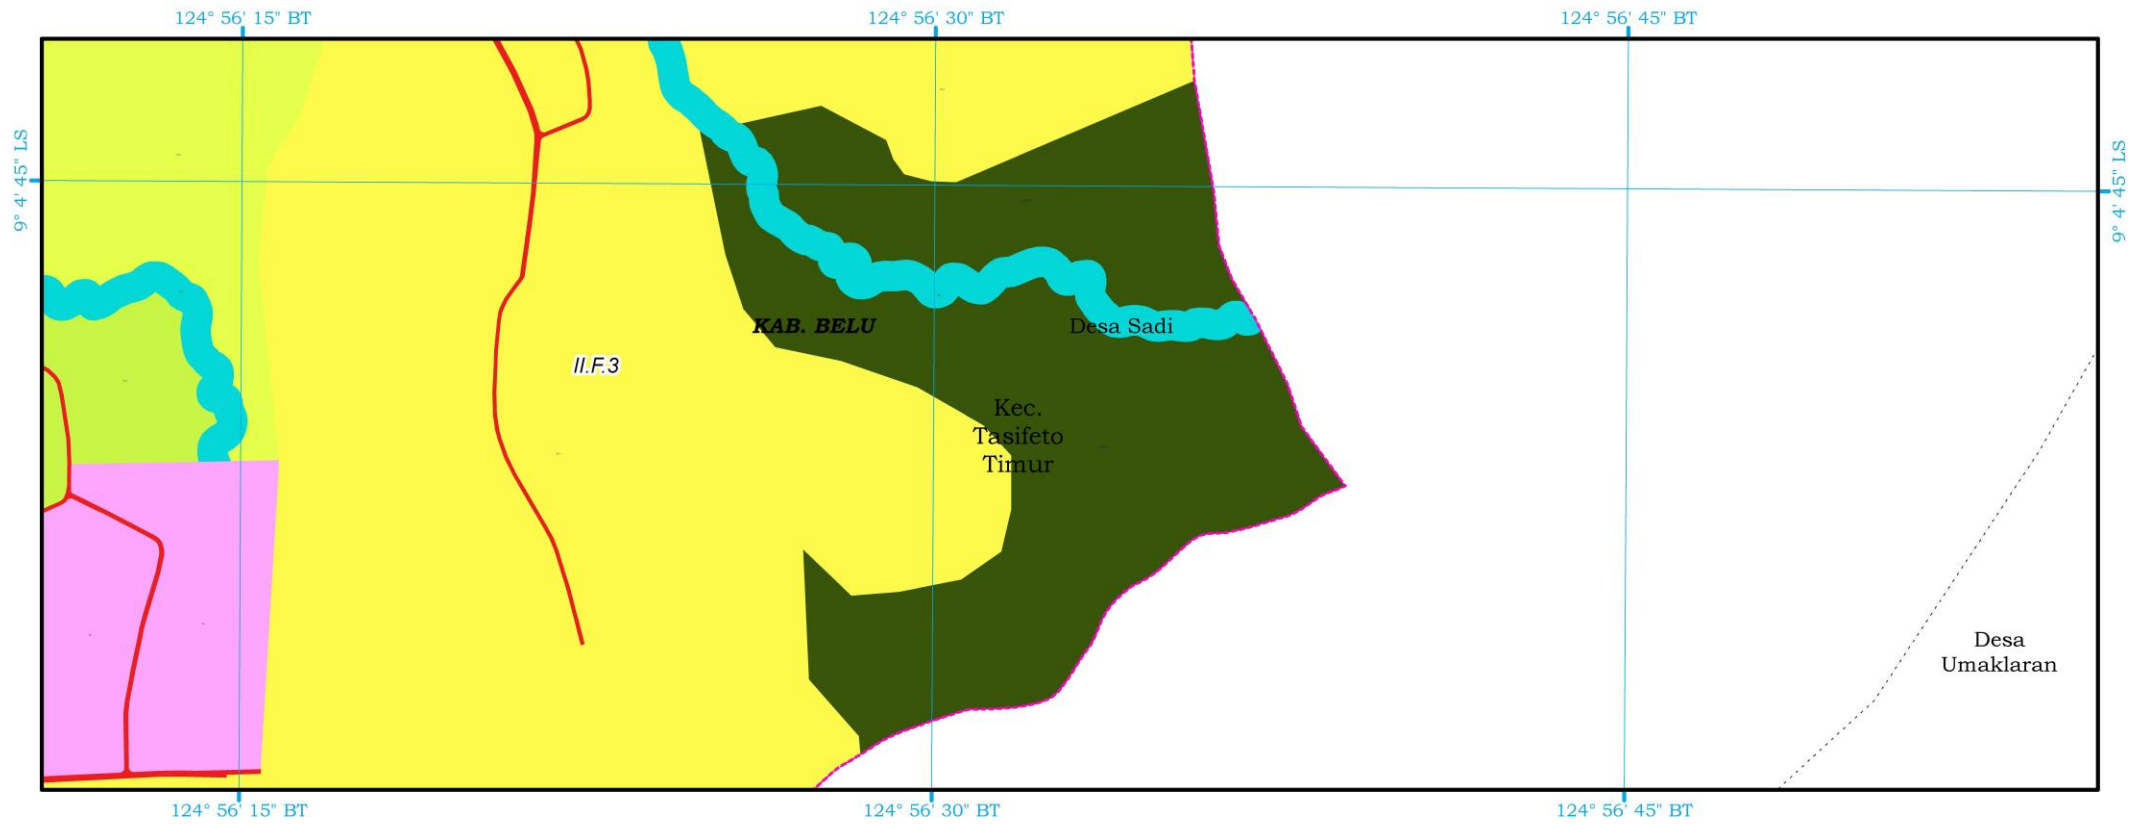 124° 56' 15" BT
124° 56' 30" BT
124° 56' 45" BT
9° 4' 45" LS
9° 4' 45" LS
KAB. BELU
Desa Sadi
II.F.3
Kec.
Tasifeto
Timur
Desa
Umaklaran
124° 56' 15" BT
124° 56' 30" BT
124° 56' 45" BT